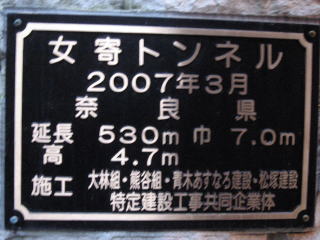 女寄トンネル
2007年3月
奈良県
延長 530m 巾 7.0m
高 4.7m
施工 大林組・熊谷組・青木あすなろ建設・松塚建設
特定建設工事共同企業体